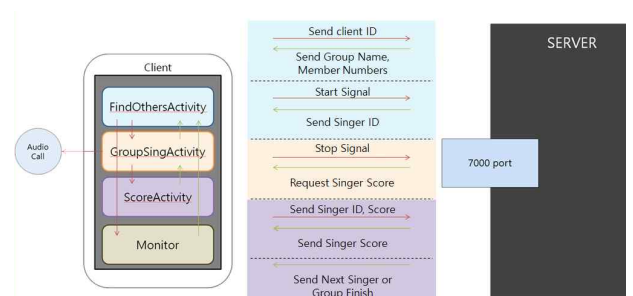 Send client ID
SERVER
Send Group Name,
Member Numbers
Client
Start Signal
FindOthersActivity
Send Singer ID
Audio
Call
GroupSingActivity
Stop Signal
7000 port
Request Singer Score
ScoreActivity
Send Singer ID, Score
Send Singer Score
Monitor
Send Next Singer or
Group Finish